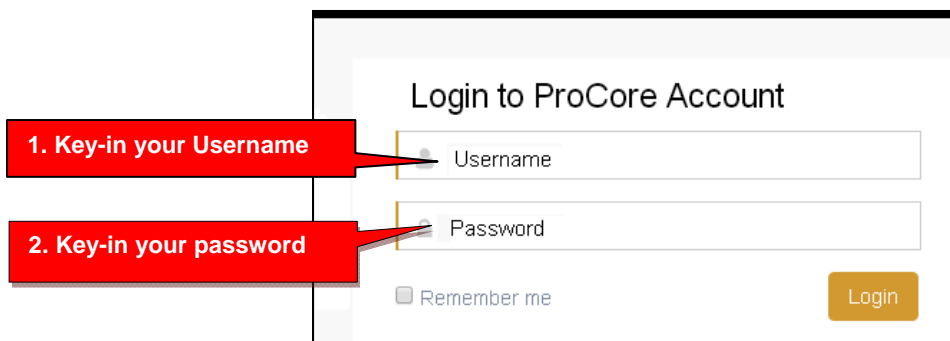 Login to ProCore Account
1. Key-in your Username
Username
2. Key-in your password
Password
Remember me
Login